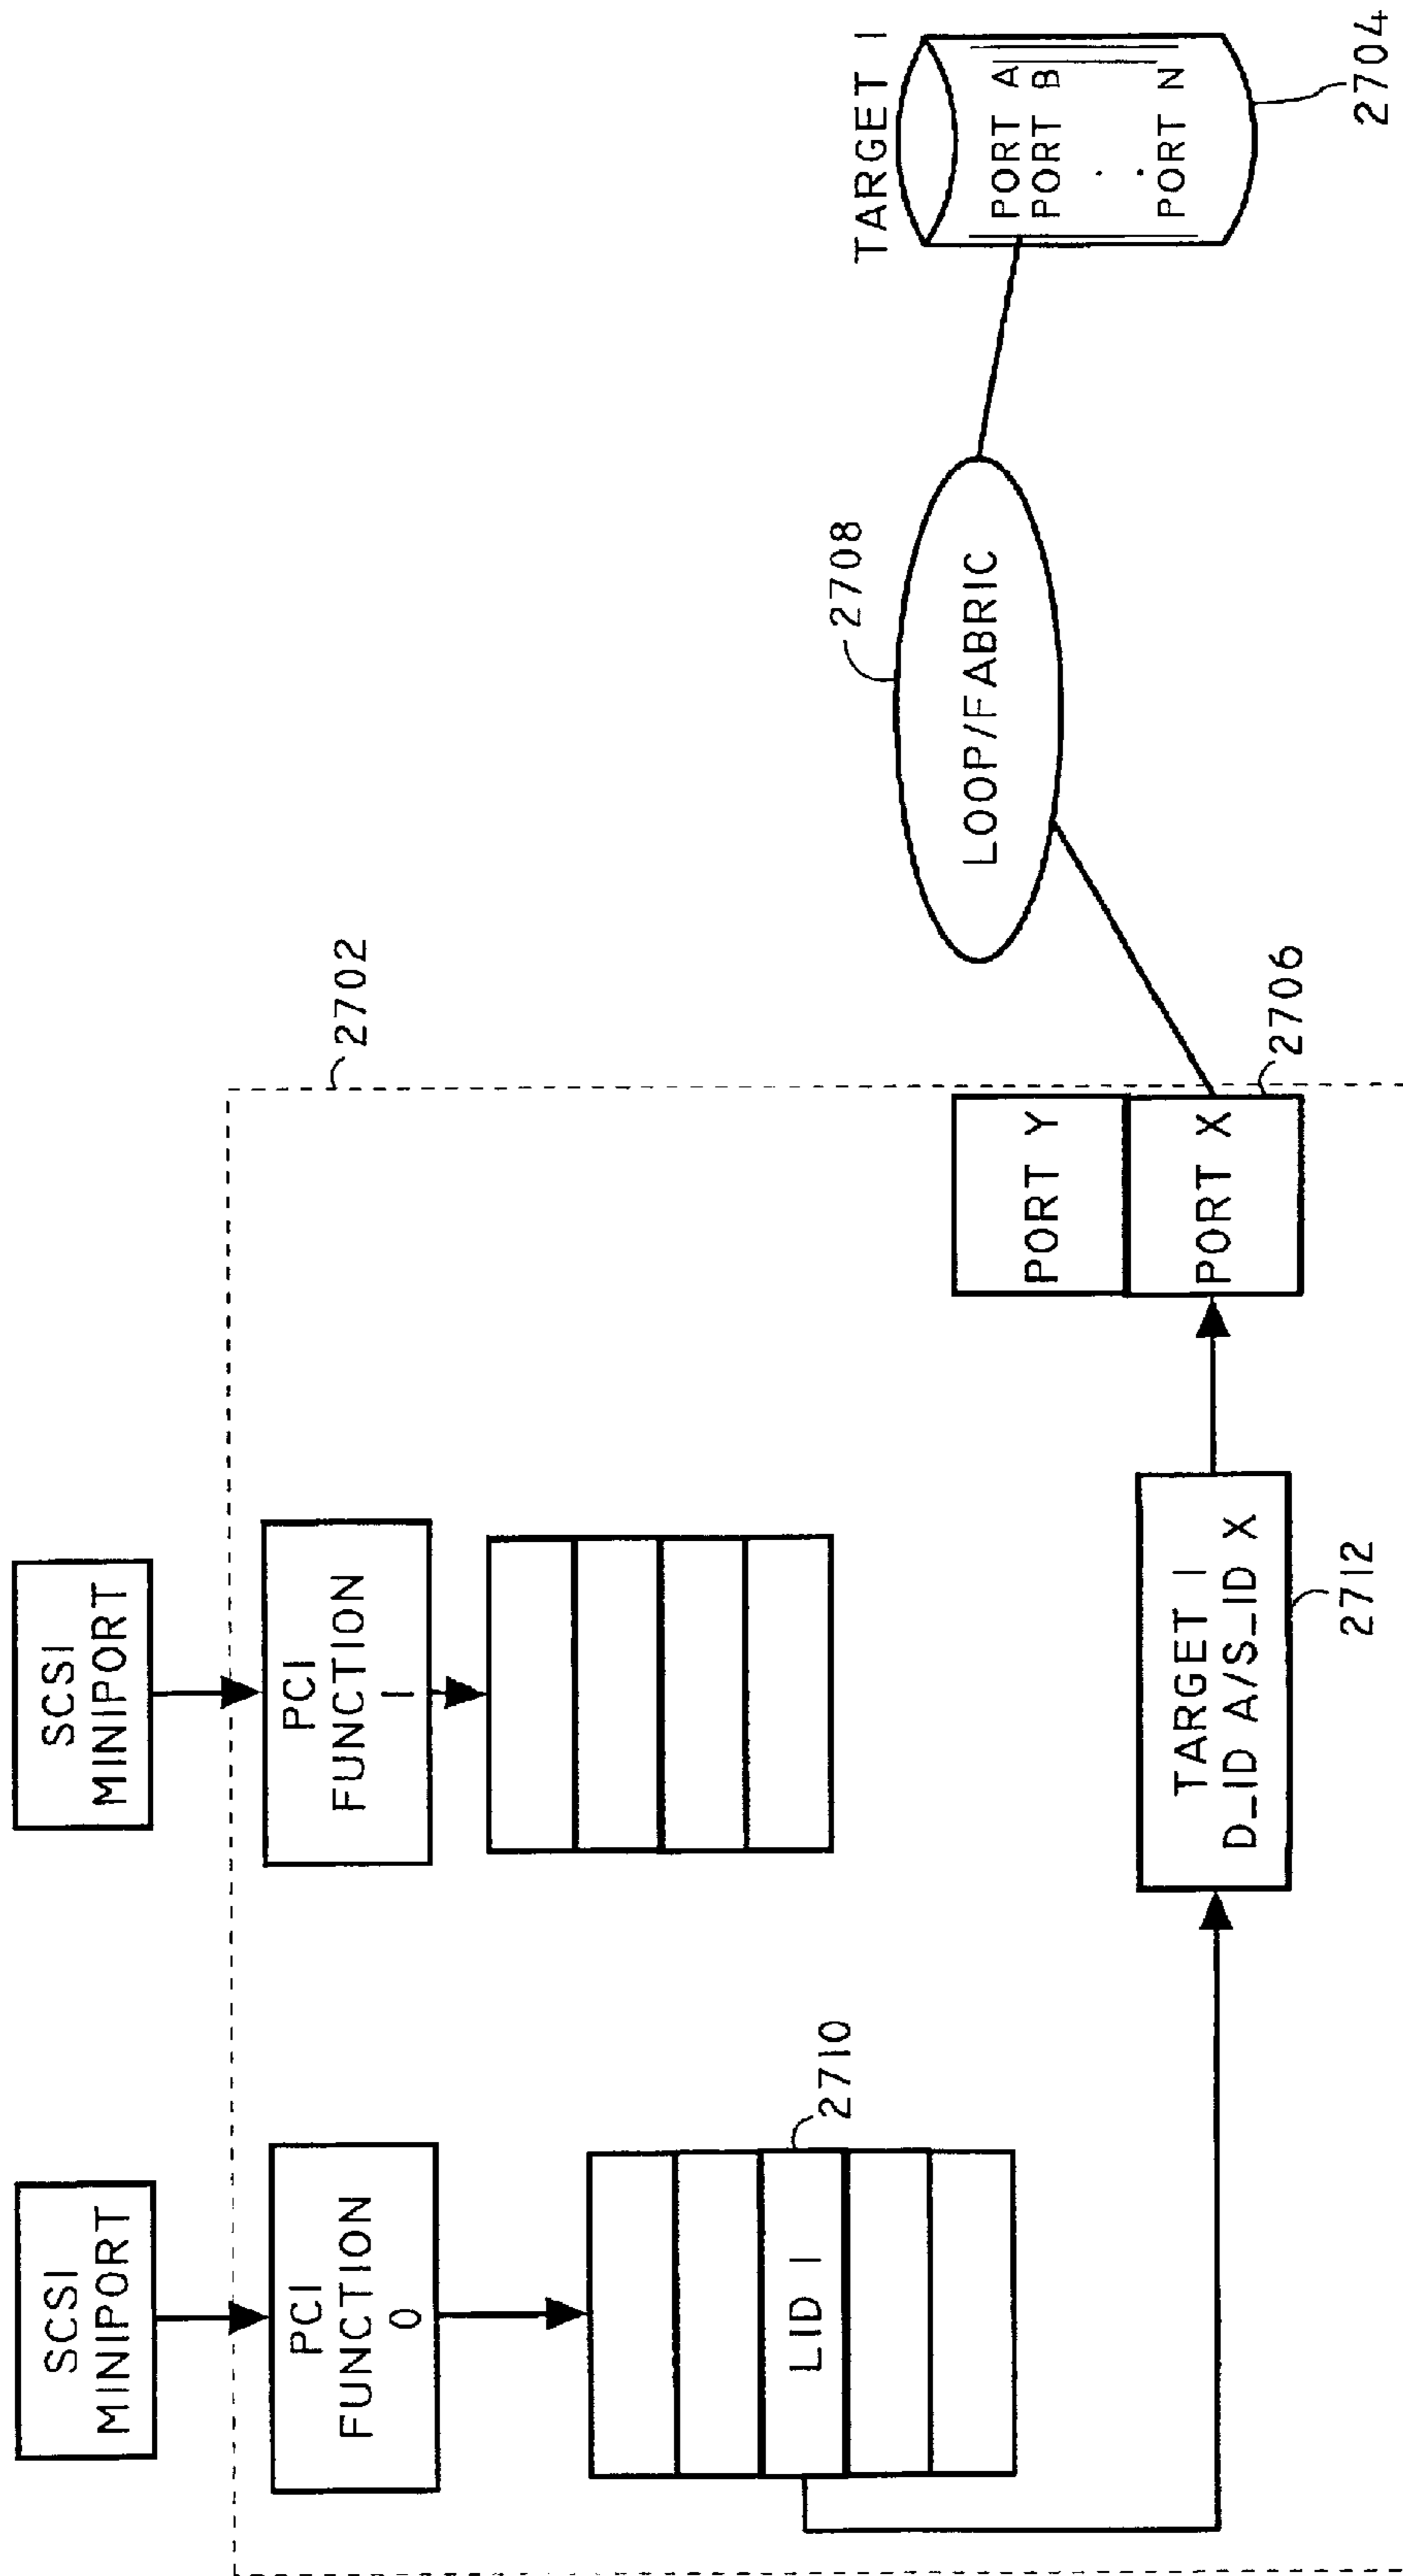 SCSI
MINIPORT
SCSI
MINIPORT
2702
PCI
FUNCTION
0
PCI
FUNCTION
1
2710
LID 1
TARGET 1
D_ID A/S_ID X
2712
PORT Y
PORT X
2706
2708
LOOP/FABRIC
TARGET 1
PORT A
PORT B
.
.
PORT N
2704